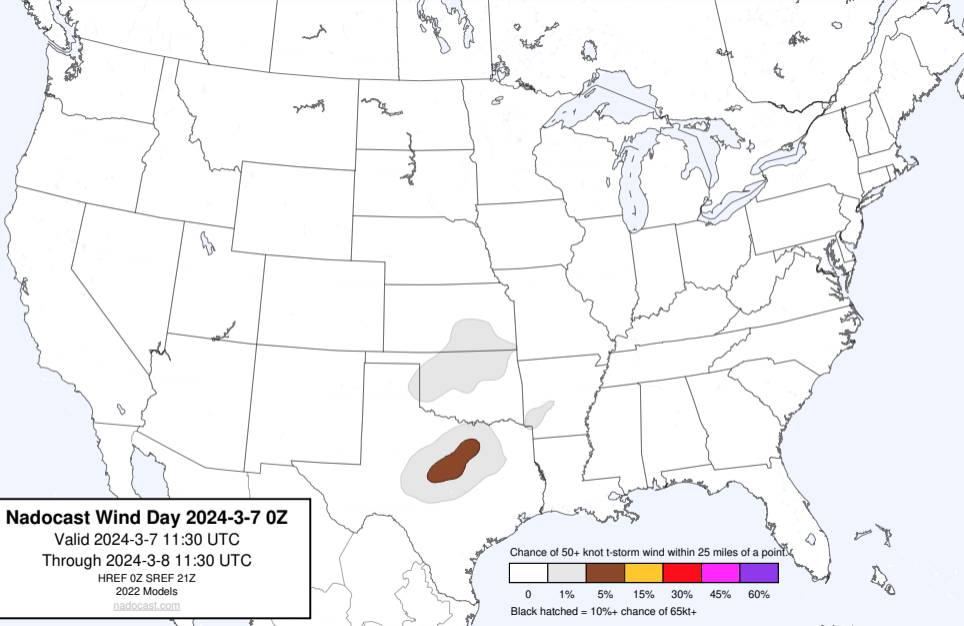 Nadocast Wind Day 2024-3-7 0Z
Valid 2024-3-7 11:30 UTC
Through 2024-3-8 11:30 UTC
HREF 0Z SREF 21Z
2022 Models
nadocast.com
Chance of 50+ knot t-storm wind within 25 miles of a point.
0 1% 5% 15% 30% 45% 60%
Black hatched = 10%+ chance of 65kt+